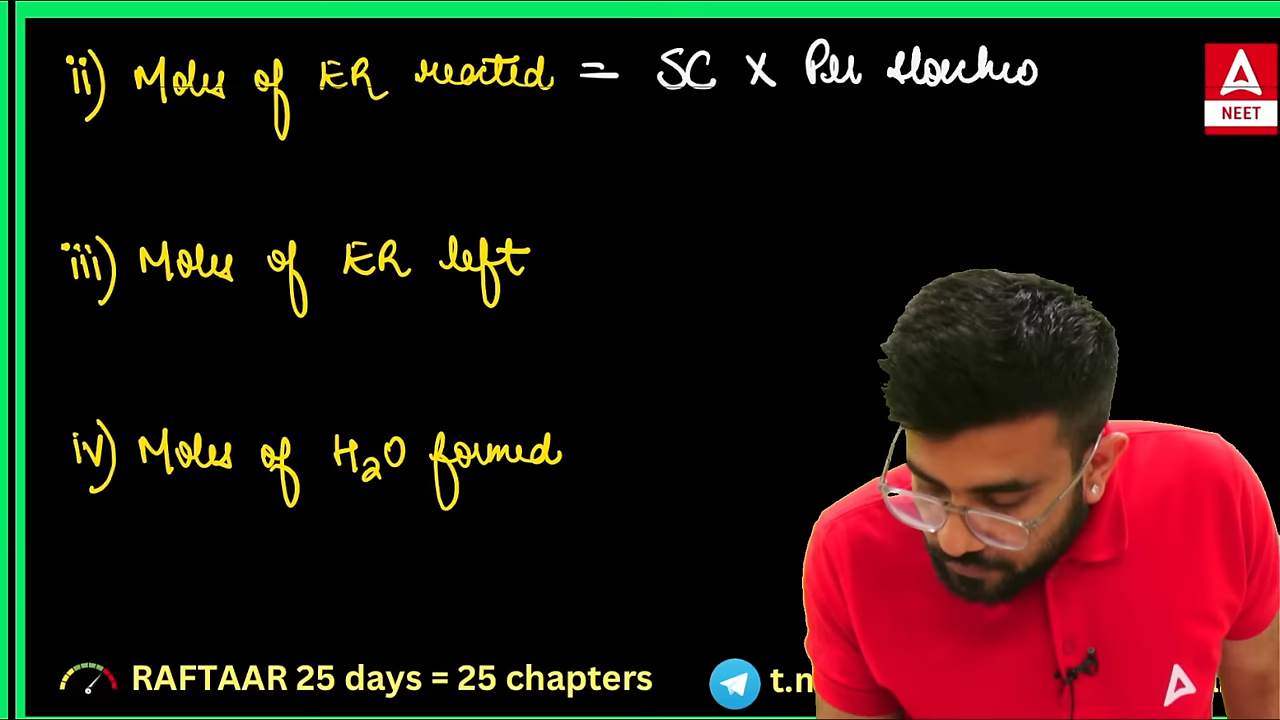 ii) Moles of ER reacted = SC X Per
NEET
iii) Moles of ER left
iv) Moles of H₂O formed
RAFTAAR 25 days = 25 chapters
t.m